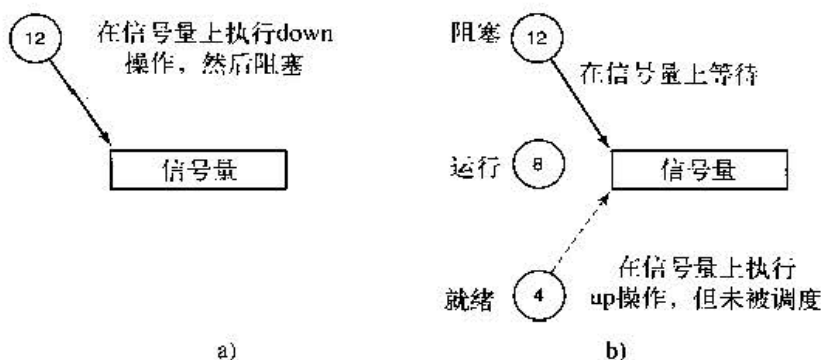 12
在信号量上执行down
操作，然后阻塞
信号量
a)
阻塞
12
在信号量上等待
运行
8
信号量
就绪
4
在信号量上执行
up操作，但未被调度
b)